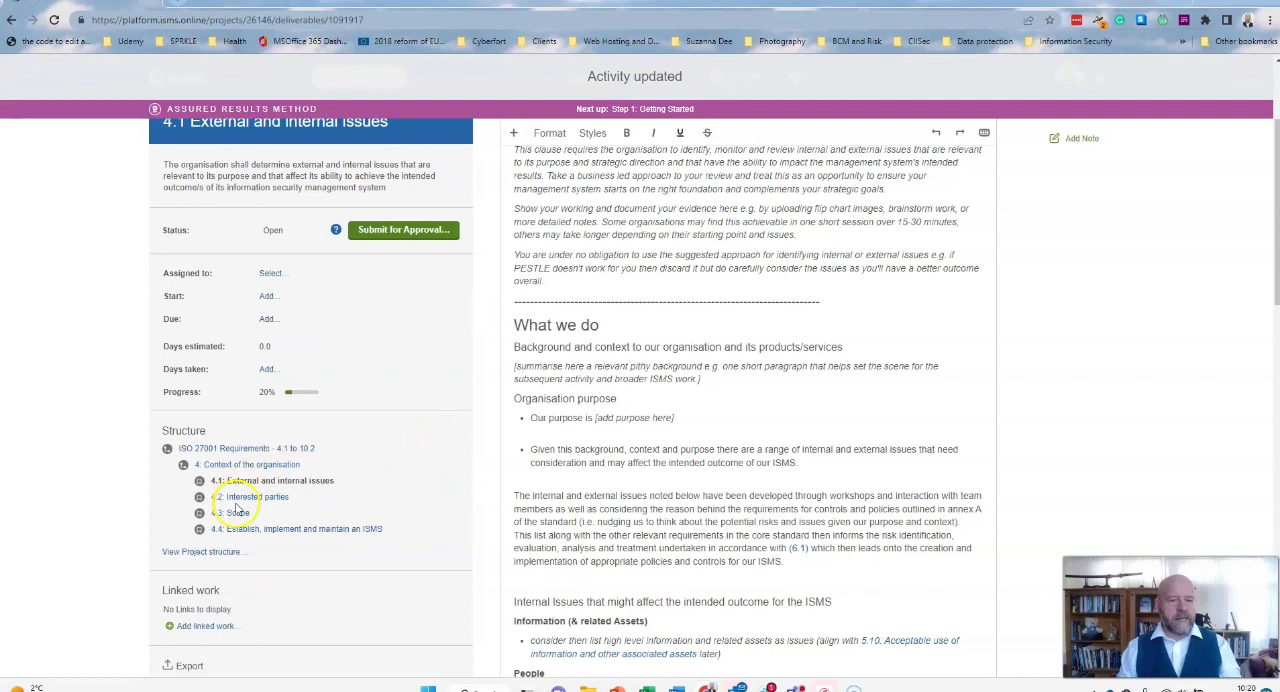 https://platform.isms.online/projects/26146/deliverables/1091917
the code to edit a...
Udemy
SPRKLE
Health
MSOffice 365 training...
2018 reform of EU...
Cyberfort
Clients
Web Hosting and D...
Suzanna Dee
Photography
BCM and Risk
CIISec
Data protection
Information Security
»
Other bookmarks
Activity updated
ASSURED RESULTS METHOD
Next up: Step 1: Getting Started
4.1 External and internal issues
The organisation shall determine external and internal issues that are
relevant to its purpose and that affect its ability to achieve the intended
outcome/s of its information security management system
Status:
Open
?
Submit for Approval...
Assigned to:
Select...
Start:
Add...
Due:
Add...
Days estimated:
0.0
Days taken:
Add...
Progress:
20%
Structure
ISO 27001 Requirements - 4.1 to 10.2
4: Context of the organisation
4.1: External and internal issues
4.2: Interested parties
4.3: Scope
4.4: Establish, implement and maintain an ISMS
View Project structure...
Linked work
No Links to display
Add linked work...
Export
+
Format
Styles
B
I
U
S
This clause requires the organisation to identify, monitor and review internal and external issues that are relevant
to its purpose and strategic direction and that have the ability to impact the management system's intended
results. Take a business led approach to your review and treat this as an opportunity to ensure your
management system starts on the right foundation and complements your strategic goals.
Show your working and document your evidence here e.g. by uploading flip chart images, brainstorm work, or
more detailed notes. Some organisations may find this achievable in one short session over 15-30 minutes,
others may take longer depending on their starting point and issues.
You are under no obligation to use the suggested approach for identifying internal or external issues e.g. if
PESTLE doesn't work for you then discard it but do carefully consider the issues as you'll have a better outcome
overall.
----------------------------------------------------------------------------
What we do
Background and context to our organisation and its products/services
[summarise here a relevant pithy background e.g. one short paragraph that helps set the scene for the
subsequent activity and broader ISMS work.]
Organisation purpose
• Our purpose is [add purpose here]
• Given this background, context and purpose there are a range of internal and external issues that need
consideration and may affect the intended outcome of our ISMS.
The internal and external issues noted below have been developed through workshops and interaction with team
members as well as considering the reason behind the requirements for controls and policies outlined in annex A
of the standard (i.e. nudging us to think about the potential risks and issues given our purpose and context).
This list along with the other relevant requirements in the core standard then informs the risk identification,
evaluation, analysis and treatment undertaken in accordance with (6.1) which then leads onto the creation and
implementation of appropriate policies and controls for our ISMS.
Internal Issues that might affect the intended outcome for the ISMS
Information (& related Assets)
• consider then list high level information and related assets as issues (align with 5.10. Acceptable use of
information and other associated assets later)
People
Add Note
2°C
10:20